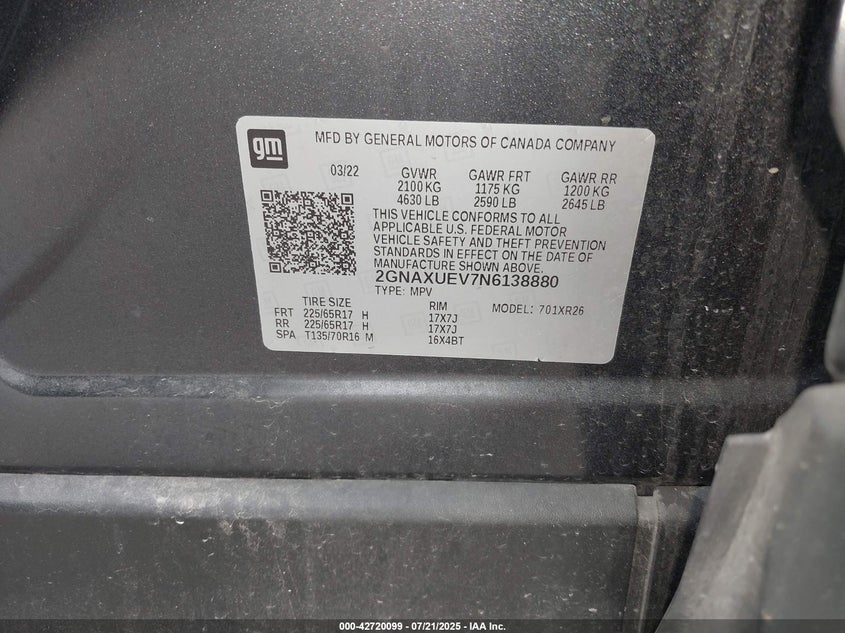 gm
MFD BY GENERAL MOTORS OF CANADA COMPANY
03/22 GVWR GAWR FRT GAWR RR
2100 KG 1175 KG 1200 KG
4630 LB 2590 LB 2645 LB
THIS VEHICLE CONFORMS TO ALL
APPLICABLE U.S. FEDERAL MOTOR
VEHICLE SAFETY AND THEFT PREVENTION
STANDARDS IN EFFECT ON THE DATE OF
MANUFACTURE SHOWN ABOVE.
2GNAXUEV7N6138880
TYPE: MPV
TIRE SIZE RIM MODEL: 701XR26
FRT 225/65R17 H 17X7J
RR 225/65R17 H 17X7J
SPA T135/70R16 M 16X4BT
000-42720099 - 07/21/2025 - IAA Inc.